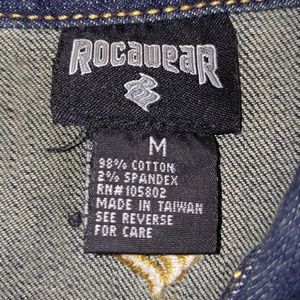 ROCAWEAR
M
98% COTTON
2% SPANDEX
RN#105802
MADE IN TAIWAN
SEE REVERSE
FOR CARE